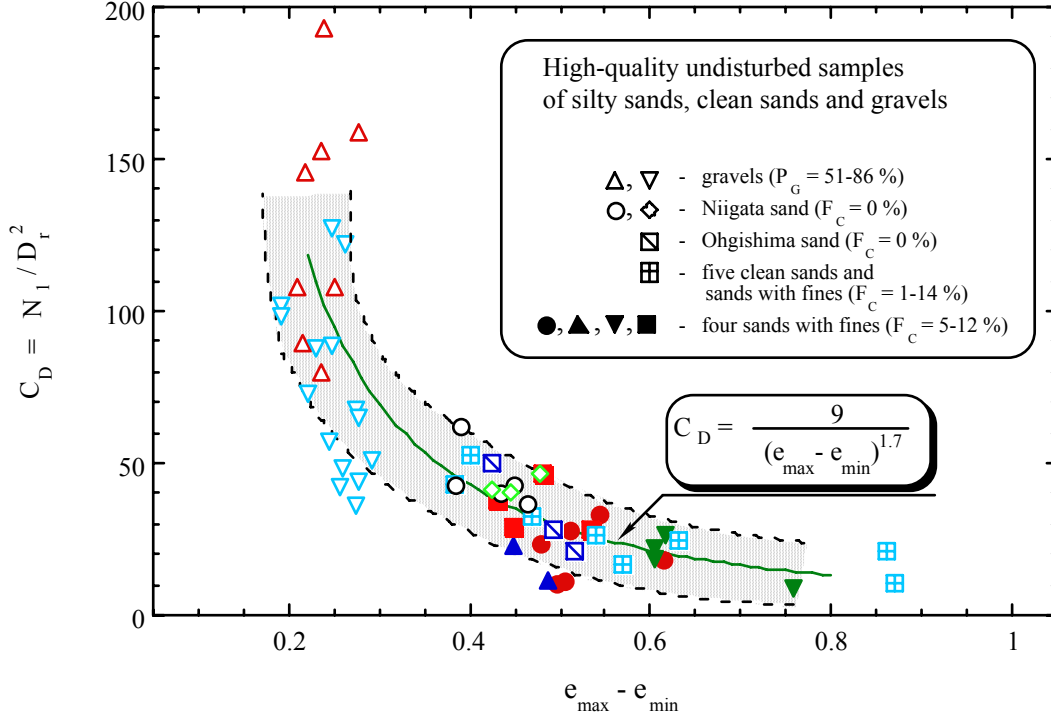 200
150
100
50
0
C_D = N_1 / D_r^2
High-quality undisturbed samples
of silty sands, clean sands and gravels
, - gravels (P_G = 51-86 %)
, - Niigata sand (F_C = 0 %)
- Ohgishima sand (F_C = 0 %)
- five clean sands and
sands with fines (F_C = 1-14 %)
, , , - four sands with fines (F_C = 5-12 %)
C_D = 9 / (e_max - e_min)^1.7
0.2 0.4 0.6 0.8 1
e_max - e_min